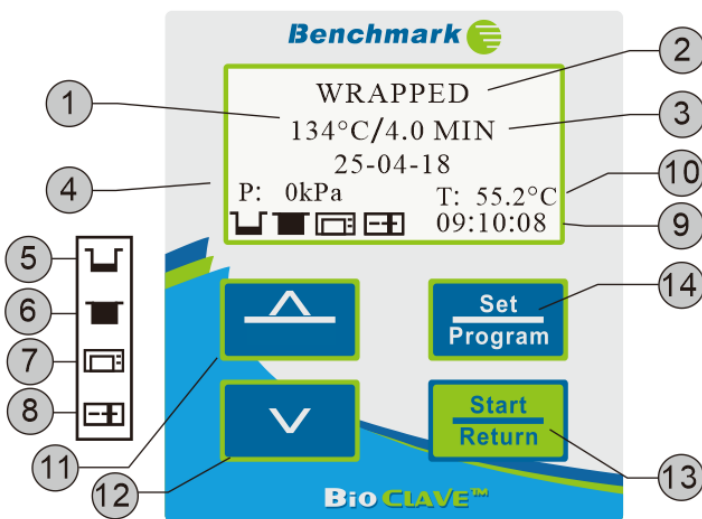 Benchmark
WRAPPED
134°C/4.0 MIN
25-04-18
P: 0kPa T: 55.2°C
09:10:08
Set
Program
Start
Return
BIO CLAVE™
1
2
3
4
5
6
7
8
9
10
11
12
13
14